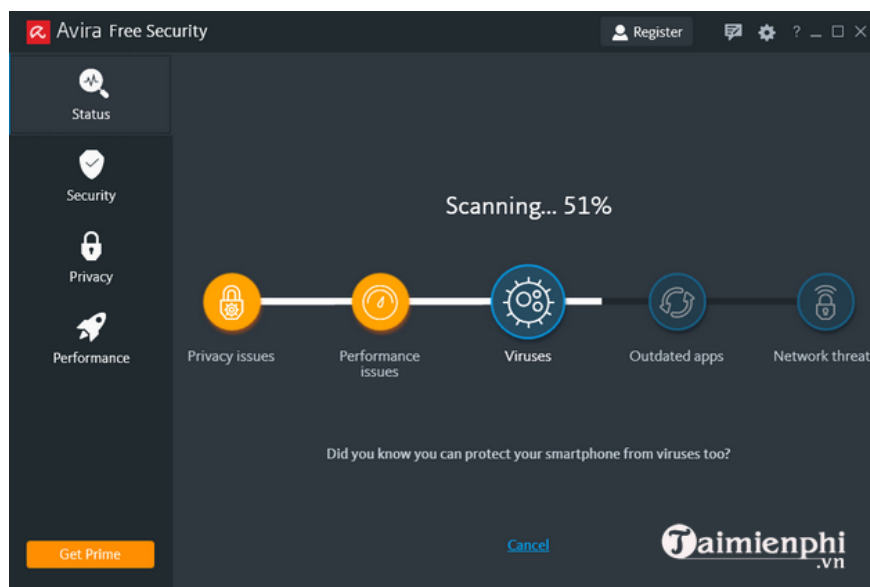 Avira Free Security
Register
?
Status
Security
Privacy
Performance
Scanning... 51%
Privacy issues
Performance
issues
Viruses
Outdated apps
Network threat
Did you know you can protect your smartphone from viruses too?
Cancel
Get Prime
Taimienphi
.vn